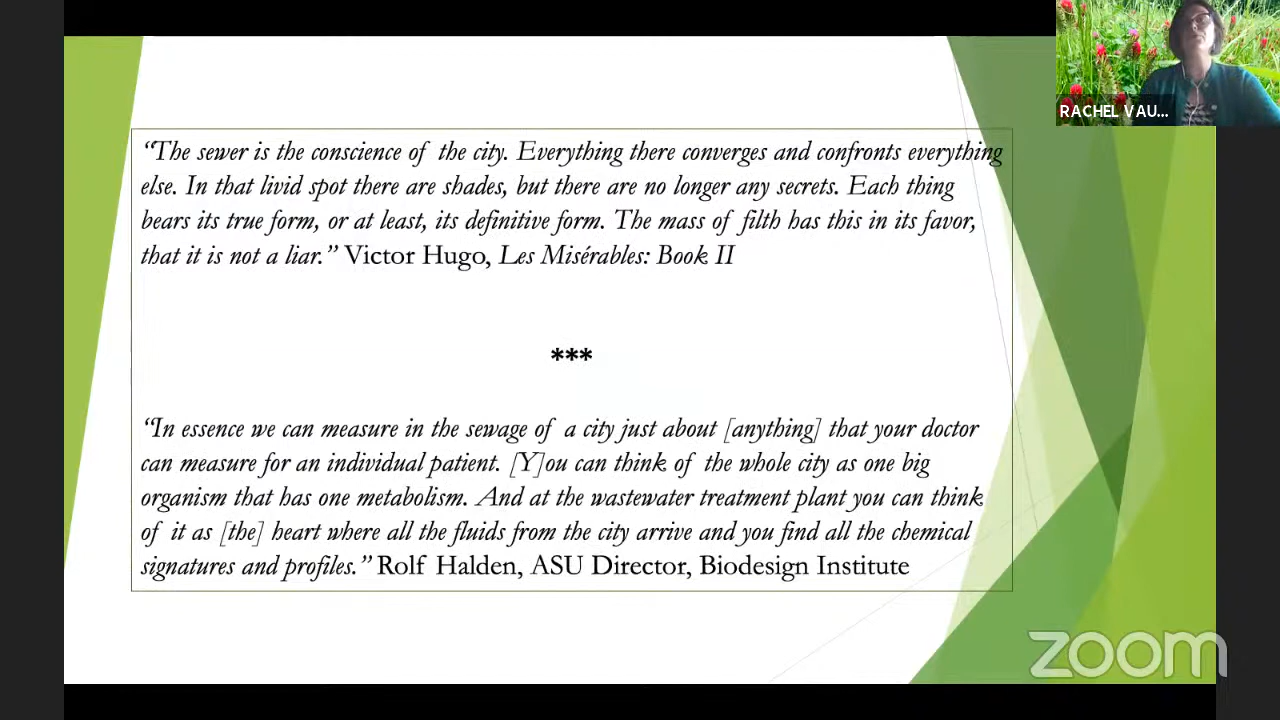 RACHEL VAU...
“The sewer is the conscience of the city. Everything there converges and confronts everything
else. In that livid spot there are shades, but there are no longer any secrets. Each thing
bears its true form, or at least, its definitive form. The mass of filth has this in its favor,
that it is not a liar.” Victor Hugo, Les Misérables: Book II
***
“In essence we can measure in the sewage of a city just about [anything] that your doctor
can measure for an individual patient. [Y]ou can think of the whole city as one big
organism that has one metabolism. And at the wastewater treatment plant you can think
of it as [the] heart where all the fluids from the city arrive and you find all the chemical
signatures and profiles.” Rolf Halden, ASU Director, Biodesign Institute
zoom